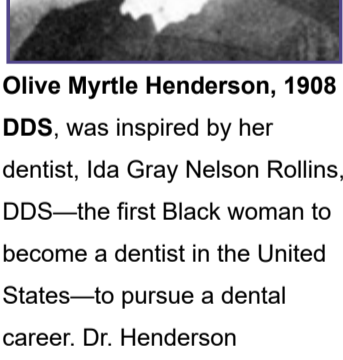 Olive Myrtle Henderson, 1908
DDS, was inspired by her
dentist, Ida Gray Nelson Rollins,
DDS—the first Black woman to
become a dentist in the United
States—to pursue a dental
career. Dr. Henderson